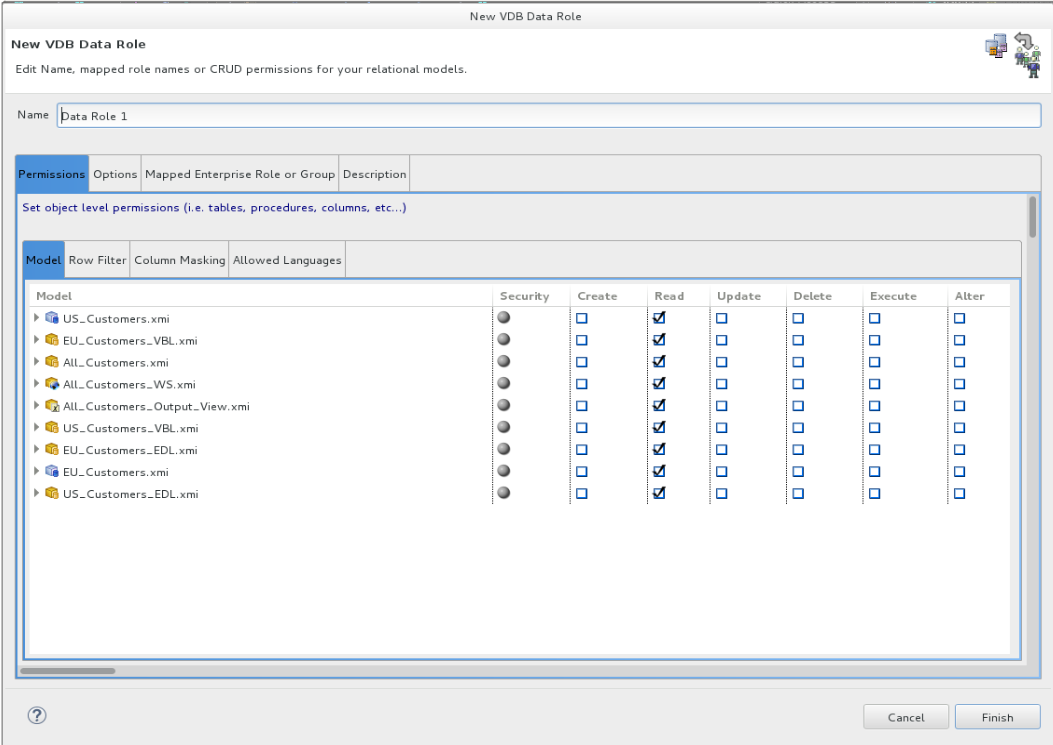 New VDB Data Role
New VDB Data Role
Edit Name, mapped role names or CRUD permissions for your relational models.
Name Data Role 1
Permissions Options Mapped Enterprise Role or Group Description
Set object level permissions (i.e. tables, procedures, columns, etc...)
Model Row Filter Column Masking Allowed Languages
Model Security Create Read Update Delete Execute Alter
US_Customers.xmi
EU_Customers_VBL.xmi
All_Customers.xmi
All_Customers_WS.xmi
All_Customers_Output_View.xmi
US_Customers_VBL.xmi
EU_Customers_EDL.xmi
EU_Customers.xmi
US_Customers_EDL.xmi
? Cancel Finish